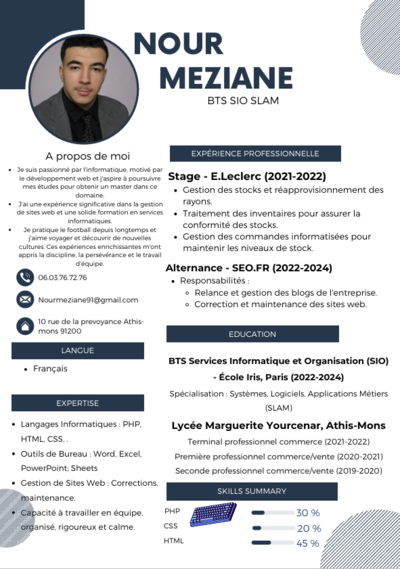 NOUR
MEZIANE
BTS SIO SLAM
A propos de moi
Je suis passionné par l'informatique, motivé par
le développement web et j'aspire à poursuivre
mes études pour obtenir un master dans ce
domaine.
J'ai une expérience significative dans la gestion
de sites web et une solide formation en services
informatiques.
Je pratique le football depuis longtemps et
j'aime voyager et découvrir de nouvelles
cultures. Ces expériences enrichissantes m'ont
appris la discipline, la persévérance et le travail
d'équipe.
06.03.76.72.76
Nourmeziane91@gmail.com
10 rue de la prevoyance Athis-
mons 91200
LANGUE
Français
EXPERTISE
Langages Informatiques : PHP,
HTML, CSS, .
Outils de Bureau : Word, Excel,
PowerPoint; Sheets
Gestion de Sites Web : Corrections,
maintenance.
Capacité à travailler en équipe,
organisé, rigoureux et calme,
EXPÉRIENCE PROFESSIONNELLE
Stage - E.Leclerc (2021-2022)
Gestion des stocks et réapprovisionnement des
rayons.
Traitement des inventaires pour assurer la
conformité des stocks.
Gestion des commandes informatisées pour
maintenir les niveaux de stock.
Alternance - SEO.FR (2022-2024)
Responsabilités :
Relance et gestion des blogs de l'entreprise.
Correction et maintenance des sites web.
EDUCATION
BTS Services Informatique et Organisation (SIO)
- École Iris, Paris (2022-2024)
Spécialisation : Systèmes, Logiciels, Applications Métiers
(SLAM)
Lycée Marguerite Yourcenar, Athis-Mons
Terminal professionnel commerce (2021-2022)
Première professionnel commerce/vente (2020-2021)
Seconde professionnel commerce/vente (2019-2020)
SKILLS SUMMARY
PHP 30 %
CSS 20 %
HTML 45 %